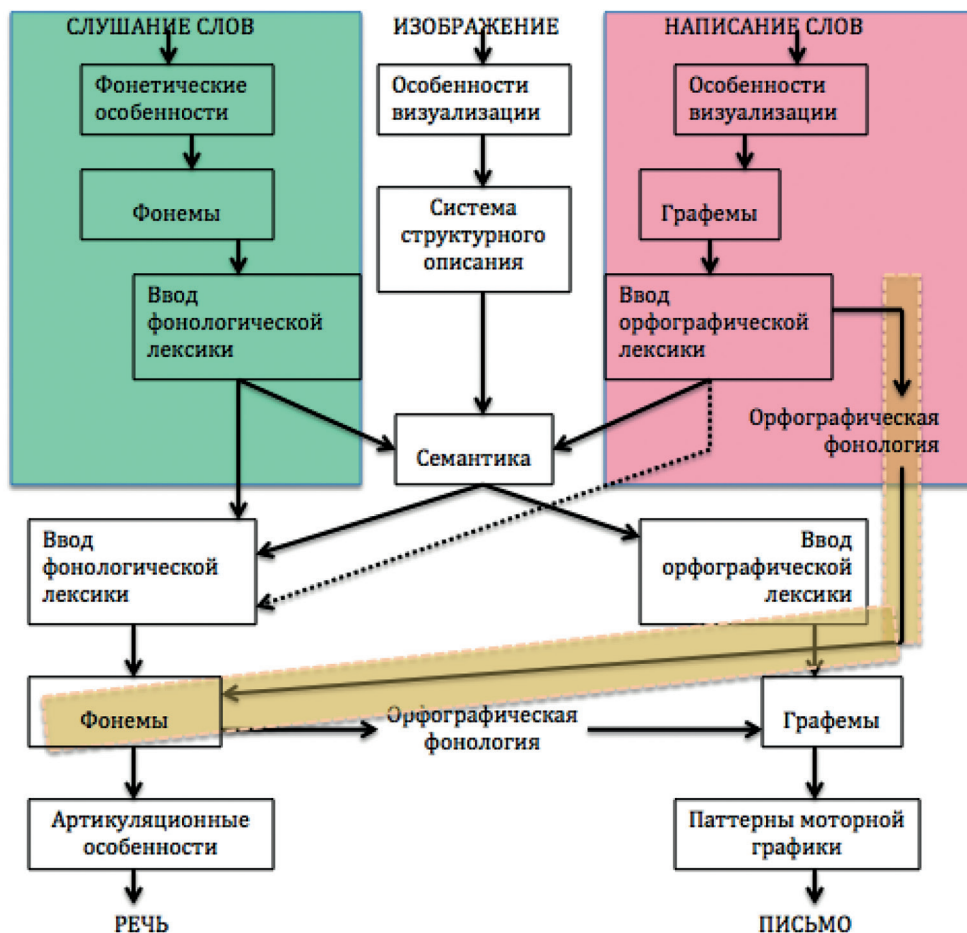 СЛУШАНИЕ СЛОВ
ИЗОБРАЖЕНИЕ
НАПИСАНИЕ СЛОВ
Фонетические
особенности
Особенности
визуализации
Особенности
визуализации
Фонемы
Система
структурного
описания
Графемы
Ввод
фонологической
лексики
Ввод
орфографической
лексики
Орфографическая
фонология
Семантика
Ввод
фонологической
лексики
Ввод
орфографической
лексики
Фонемы
Орфографическая
фонология
Графемы
Артикуляционные
особенности
Паттерны моторной
графики
РЕЧЬ
ПИСЬМО